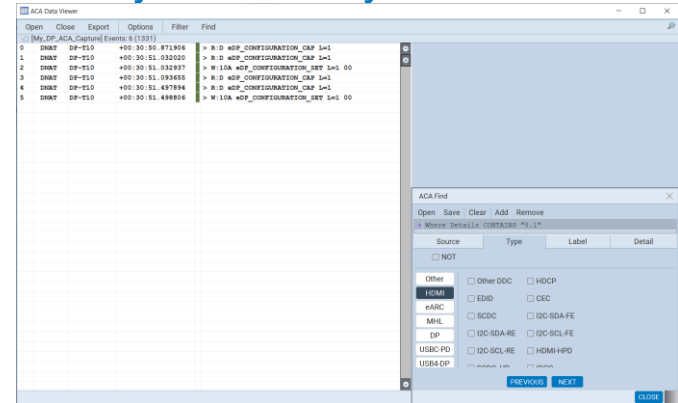 ACA Data Viewer
Open Close Export Options Filter Find
[My_DP_ACA_Capture] Events: 6 (1331)
0 DNAT DP-T10 +00:30:50.871906 > R:D eDP_CONFIGURATION_CAP L=1
1 DNAT DP-T10 +00:30:51.032020 > R:D eDP_CONFIGURATION_CAP L=1
2 DNAT DP-T10 +00:30:51.032937 > W:10A eDP_CONFIGURATION_SET L=1 00
3 DNAT DP-T10 +00:30:51.093655 > R:D eDP_CONFIGURATION_CAP L=1
4 DNAT DP-T10 +00:30:51.497894 > R:D eDP_CONFIGURATION_CAP L=1
5 DNAT DP-T10 +00:30:51.498806 > W:10A eDP_CONFIGURATION_SET L=1 00
ACA Find
Open Save Clear Add Remove
Where Details CONTAINS "0.1"
Source Type Label Detail
NOT
Other
HDMI
eARC
MHL
DP
USBC-PD
USB4-DP
Other DDC HDCP
EDID CEC
SCDC I2C-SDA-FE
I2C-SDA-RE I2C-SCL-FE
I2C-SCL-RE HDMI-HPD
PREVIOUS NEXT
CLOSE